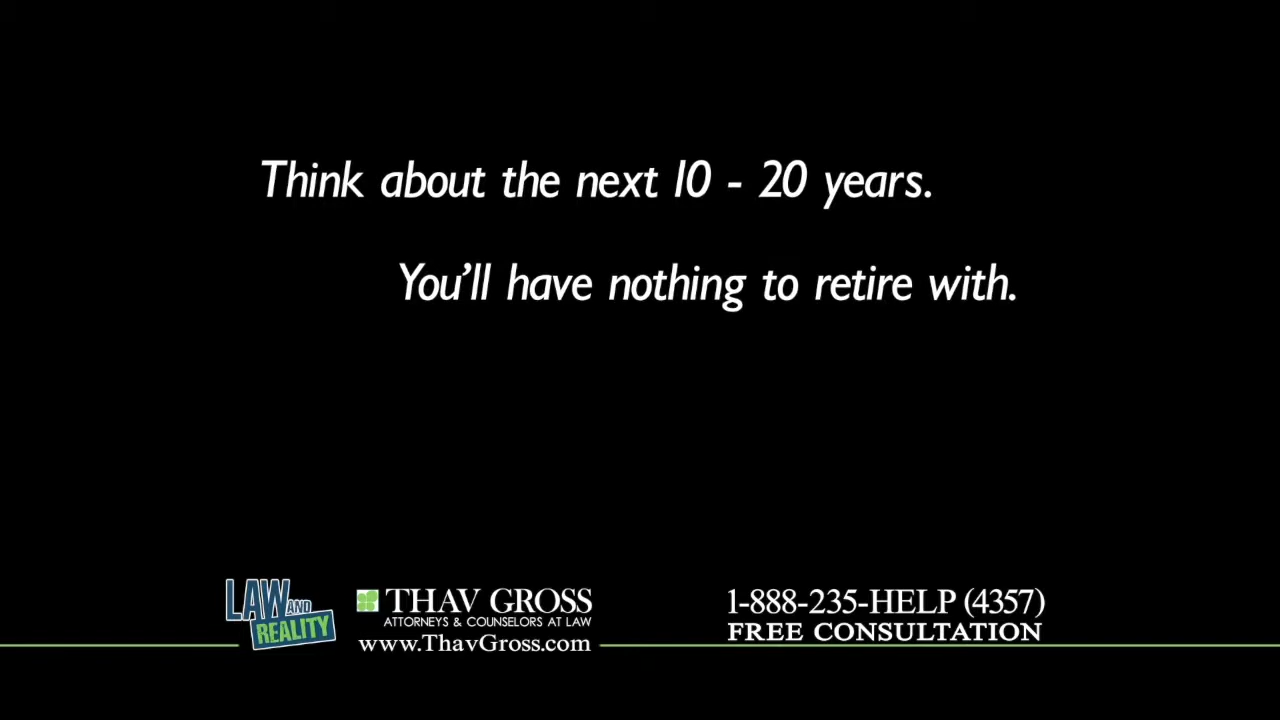 Think about the next 10 - 20 years.
You'll have nothing to retire with.
LAW AND
REALITY
THAV GROSS
ATTORNEYS & COUNSELORS AT LAW
www.ThavGross.com
1-888-235-HELP (4357)
FREE CONSULTATION